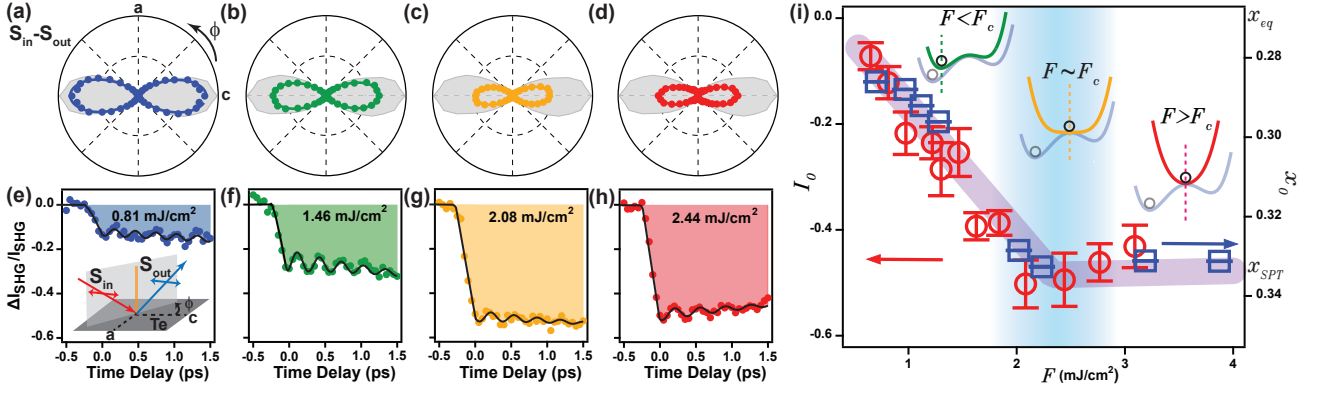 (a)
a
ϕ
(b)
(c)
(d)
S_in-S_out
c
(e)
0.0
-0.2
-0.4
-0.6
ΔI_SHG/I_SHG
0.81 mJ/cm²
S_in
S_out
ϕ
Te
c
a
-0.5 0.0 0.5 1.0 1.5
Time Delay (ps)
(f)
1.46 mJ/cm²
-0.5 0.0 0.5 1.0 1.5
Time Delay (ps)
(g)
2.08 mJ/cm²
-0.5 0.0 0.5 1.0 1.5
Time Delay (ps)
(h)
2.44 mJ/cm²
-0.5 0.0 0.5 1.0 1.5
Time Delay (ps)
(i)
0.0
-0.2
-0.4
-0.6
I_0
F<F_c
F~F_c
F>F_c
x_eq
0.28
0.30
0.32
x_SPT
0.34
x_0
1 2 3 4
F (mJ/cm²)